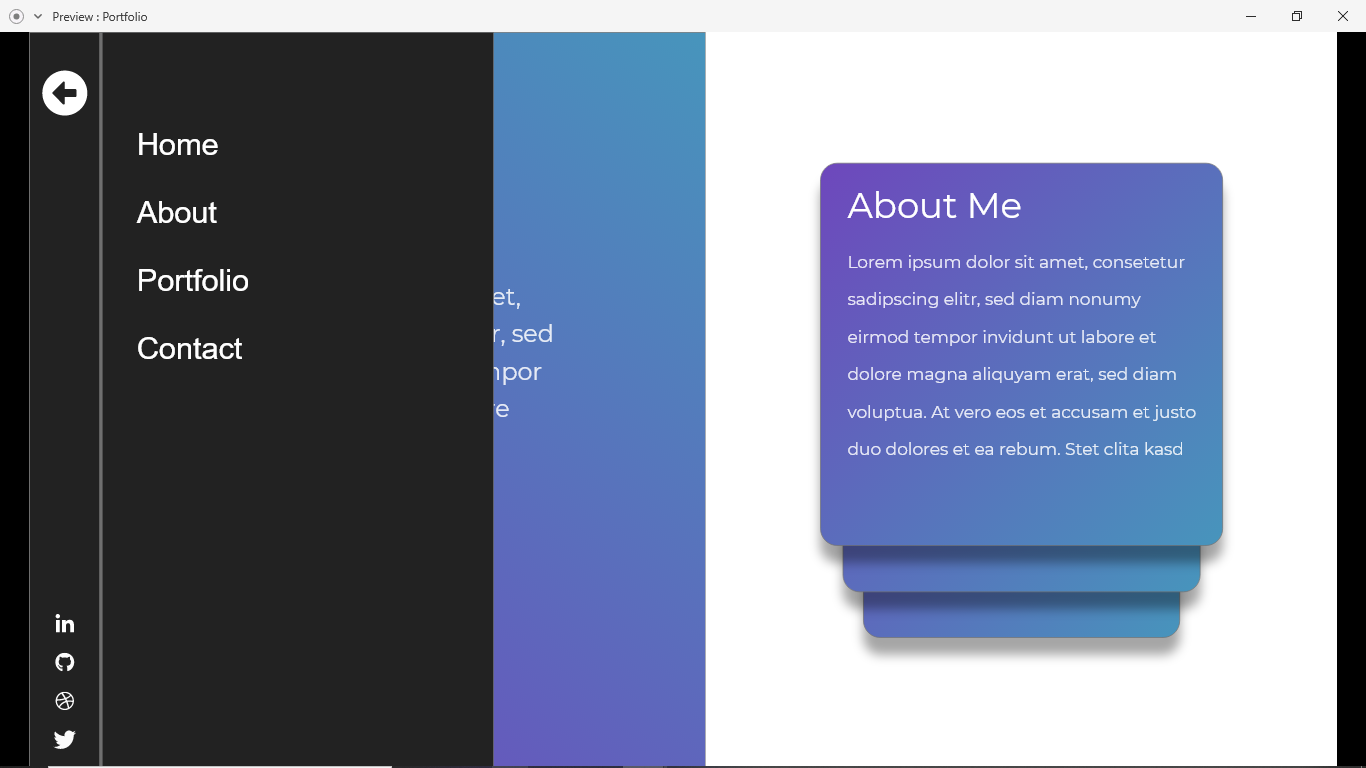 Preview : Portfolio
Home
About
Portfolio
Contact
et,
r, sed
npor
re
About Me
Lorem ipsum dolor sit amet, consetetur
sadipscing elitr, sed diam nonumy
eirmod tempor invidunt ut labore et
dolore magna aliquyam erat, sed diam
voluptua. At vero eos et accusam et justo
duo dolores et ea rebum. Stet clita kasd
in